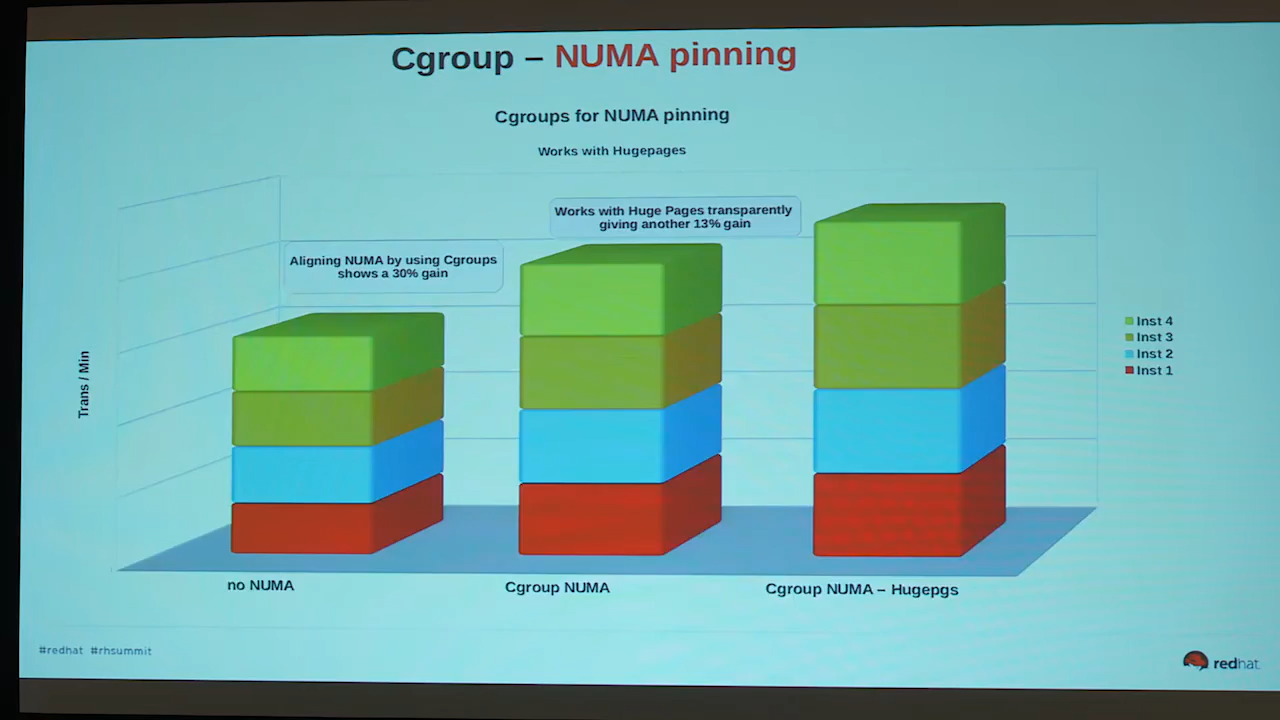 Cgroup – NUMA pinning
Cgroups for NUMA pinning
Works with Hugepages
Works with Huge Pages transparently
giving another 13% gain
Aligning NUMA by using Cgroups
shows a 30% gain
Trans / Min
Inst 4
Inst 3
Inst 2
Inst 1
no NUMA
Cgroup NUMA
Cgroup NUMA – Hugepgs
#redhat #rhsummit
redhat.